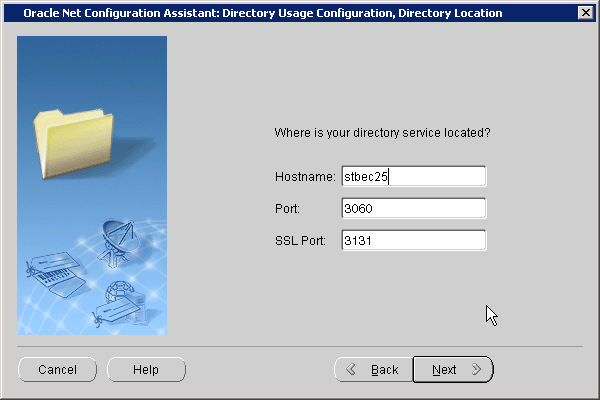 Oracle Net Configuration Assistant: Directory Usage Configuration, Directory Location
Where is your directory service located?
Hostname: stbec25
Port: 3060
SSL Port: 3131
Cancel Help Back Next